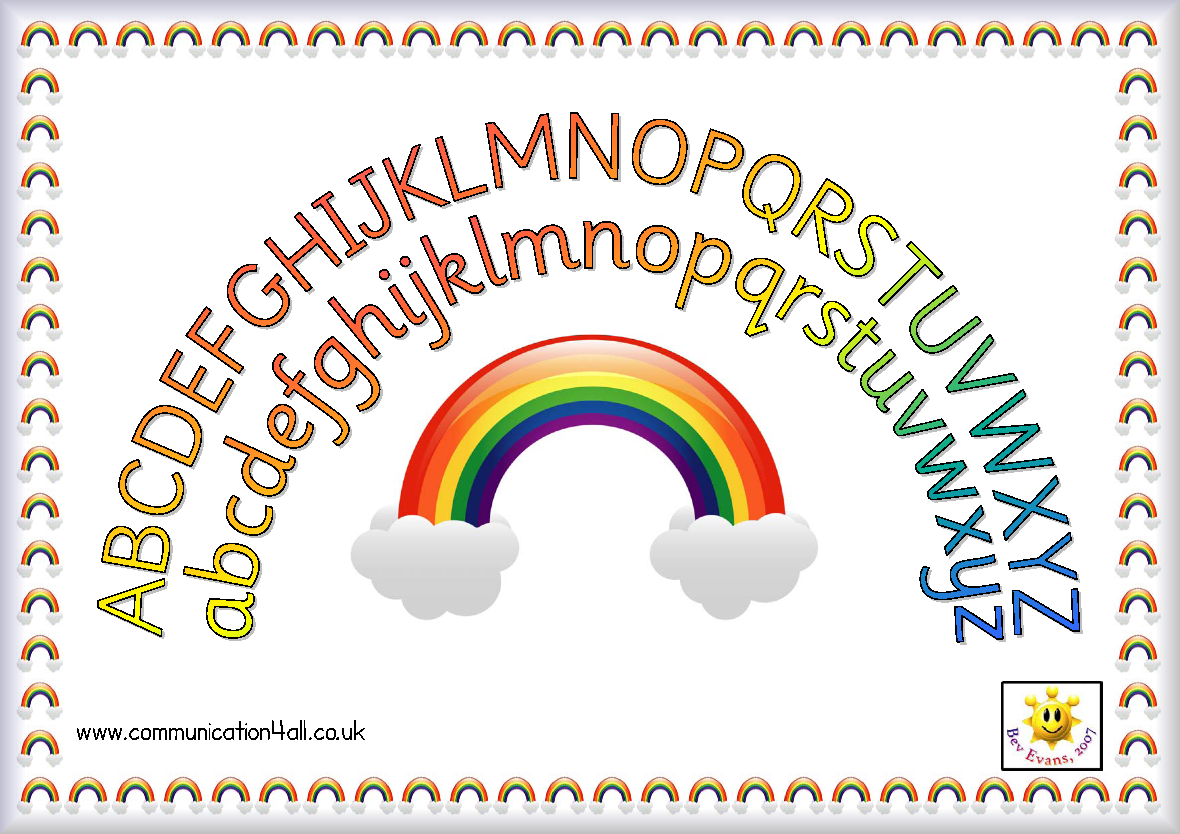 ABCDEFGHIJKLMNOPQRSTUVWXYZ
abcdefghijklmnopqrstuvwxyz
www.communication4all.co.uk
Bev Evans, 2007